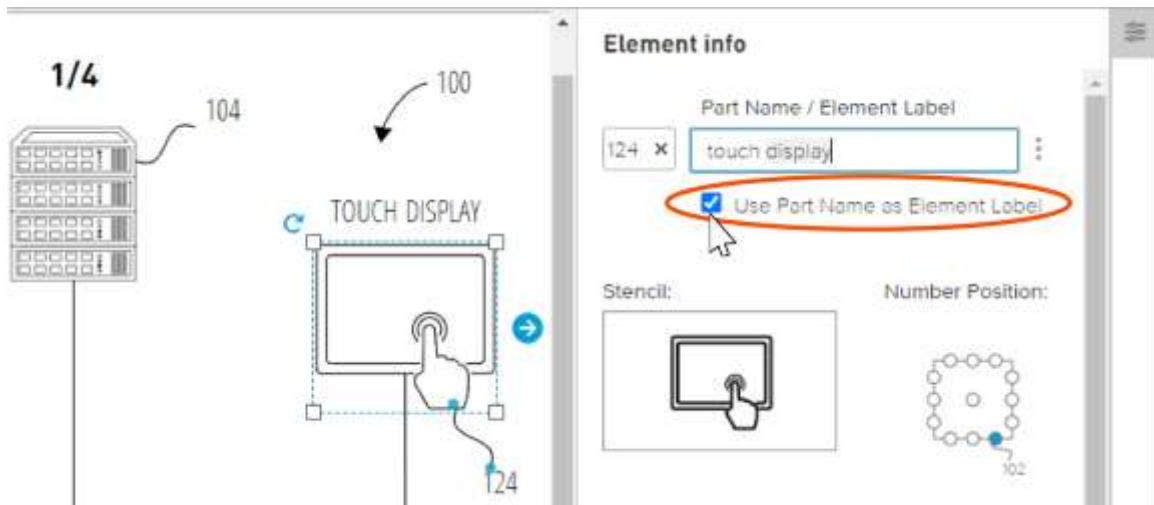 1/4
104
100
TOUCH DISPLAY
124
Element info
Part Name / Element Label
124 ×
touch display
Use Part Name as Element Label
Stencil:
Number Position:
102